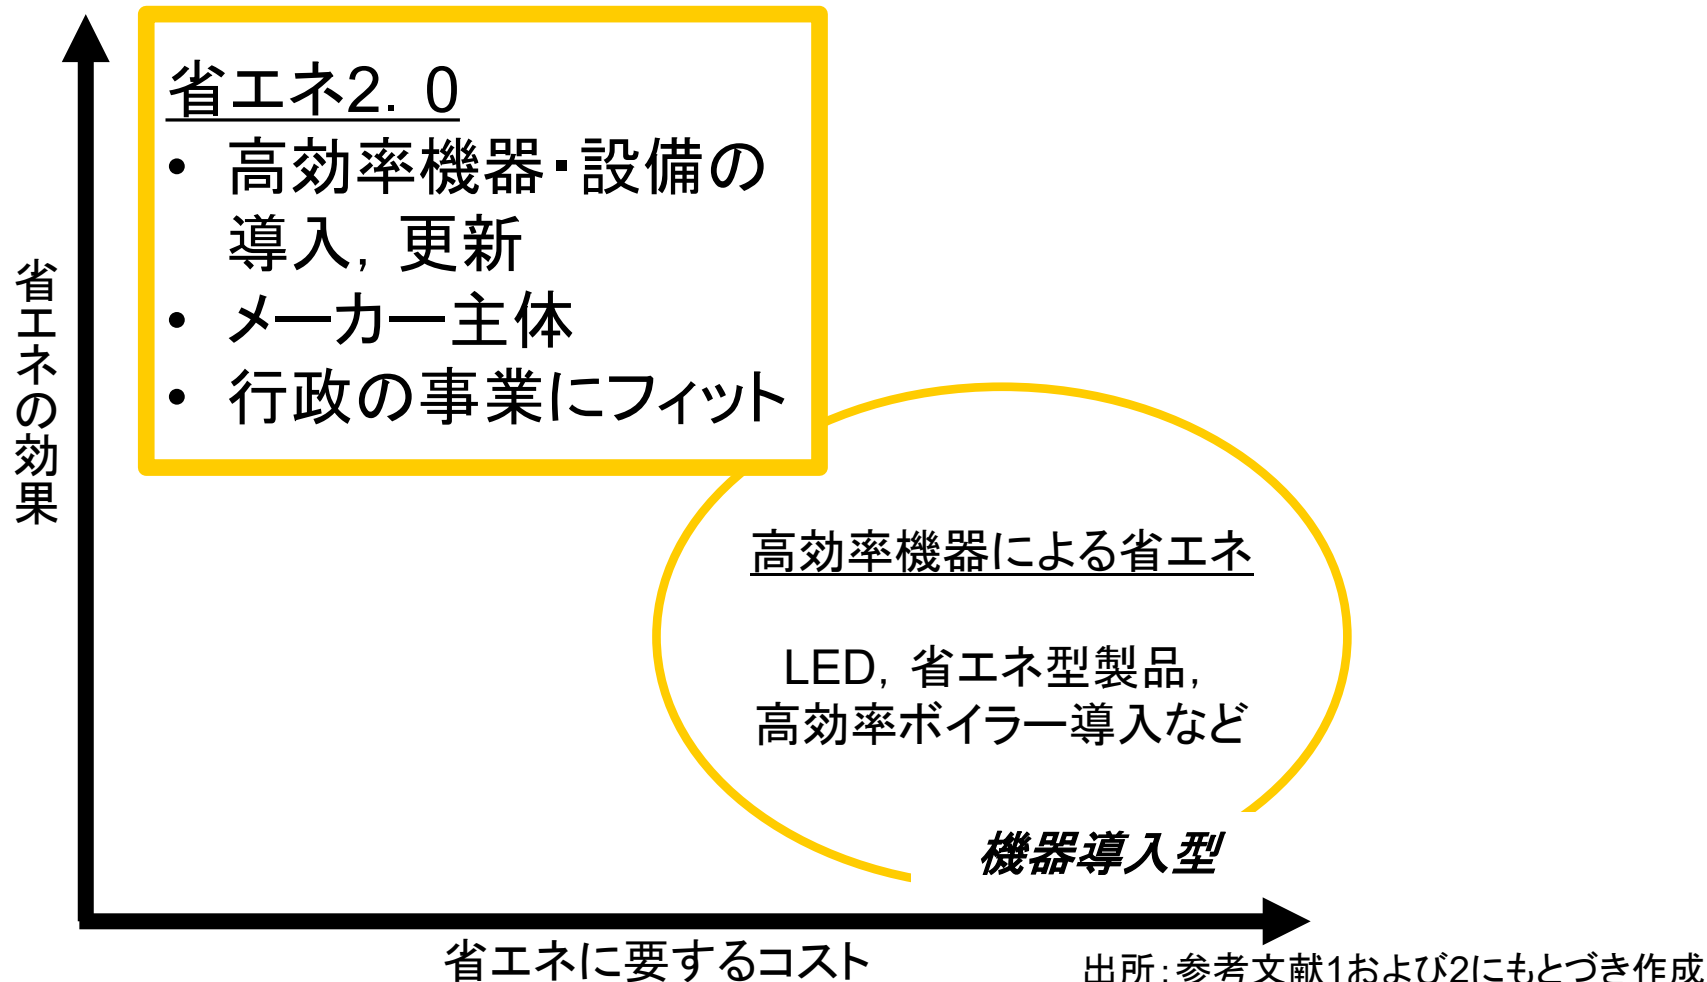 省エネ2．0
• 高効率機器・設備の
導入，更新
• メーカー主体
• 行政の事業にフィット
省エネの効果
高効率機器による省エネ
LED，省エネ型製品，
高効率ボイラー導入など
機器導入型
省エネに要するコスト
出所：参考文献1および2にもとづき作成